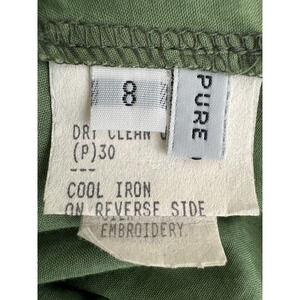 8
PURE
DRY CLEAN
(P)30
---
COOL IRON
ON REVERSE SIDE
EMBROIDERY